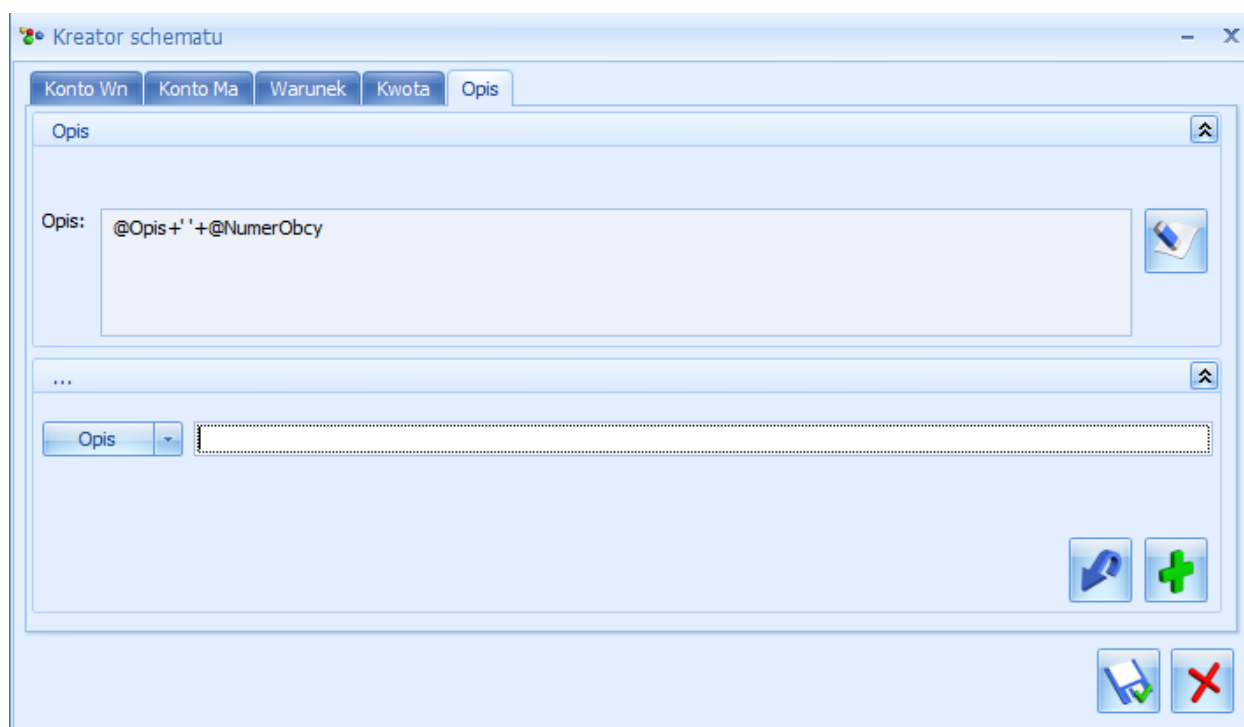 Kreator schematu
Konto Wn Konto Ma Warunek Kwota Opis
Opis
Opis: @Opis+' '+@NumerObcy
...
Opis